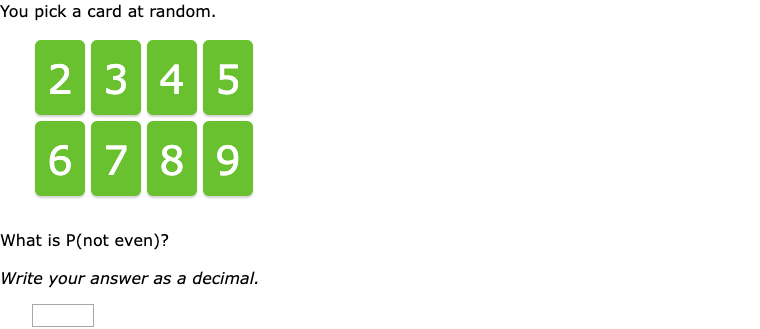 You pick a card at random.
2 3 4 5
6 7 8 9
What is P(not even)?
Write your answer as a decimal.